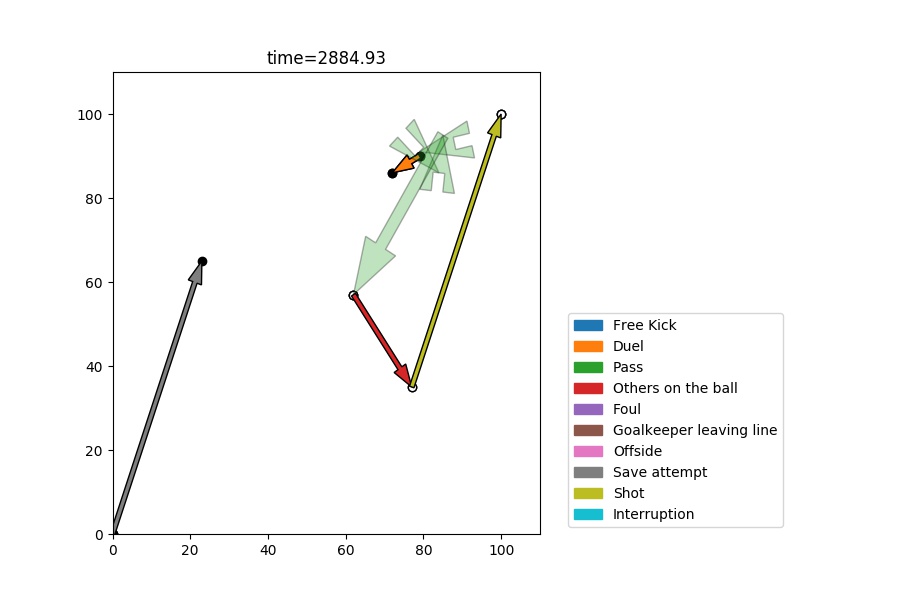 time=2884.93
100
80
60
40
20
0
0 20 40 60 80 100
Free Kick
Duel
Pass
Others on the ball
Foul
Goalkeeper leaving line
Offside
Save attempt
Shot
Interruption